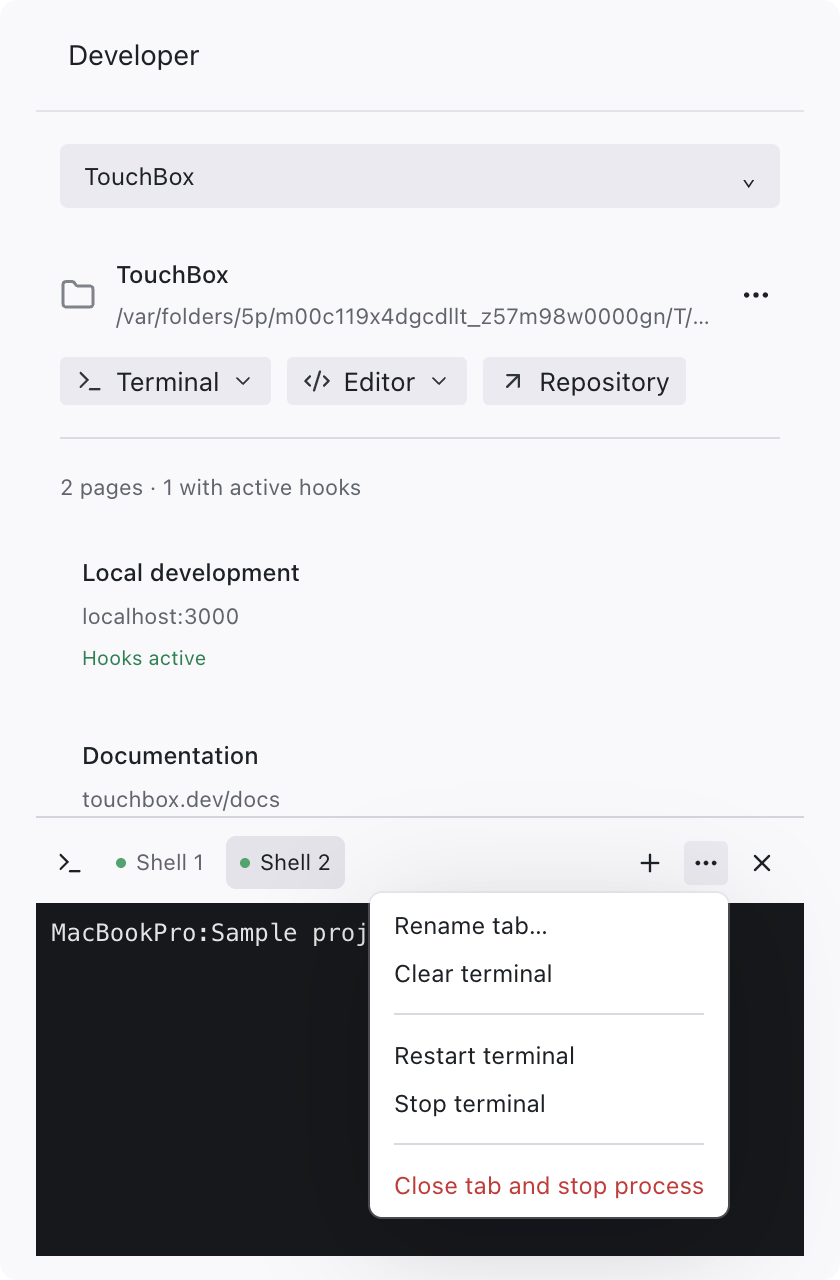 Developer
TouchBox
TouchBox
/var/folders/5p/m00c119x4dgcdllt_z57m98w0000gn/T/...
Terminal
Editor
Repository
2 pages · 1 with active hooks
Local development
localhost:3000
Hooks active
Documentation
touchbox.dev/docs
Shell 1
Shell 2
MacBookPro:Sample proj
Rename tab...
Clear terminal
Restart terminal
Stop terminal
Close tab and stop process